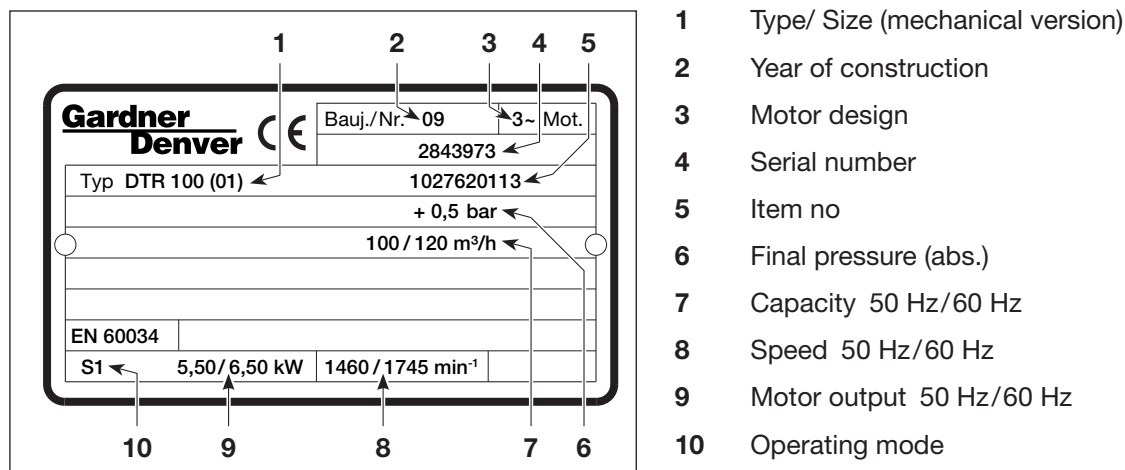 1 2 3 4 5
Gardner
Denver
CE
Bauj./Nr. 09 3~ Mot.
2843973
Typ DTR 100 (01) 1027620113
+ 0,5 bar
100 / 120 m³/h
EN 60034
S1 5,50/6,50 kW 1460 / 1745 min⁻¹
10 9 8 7 6
1 Type/ Size (mechanical version)
2 Year of construction
3 Motor design
4 Serial number
5 Item no
6 Final pressure (abs.)
7 Capacity 50 Hz/60 Hz
8 Speed 50 Hz/60 Hz
9 Motor output 50 Hz/60 Hz
10 Operating mode